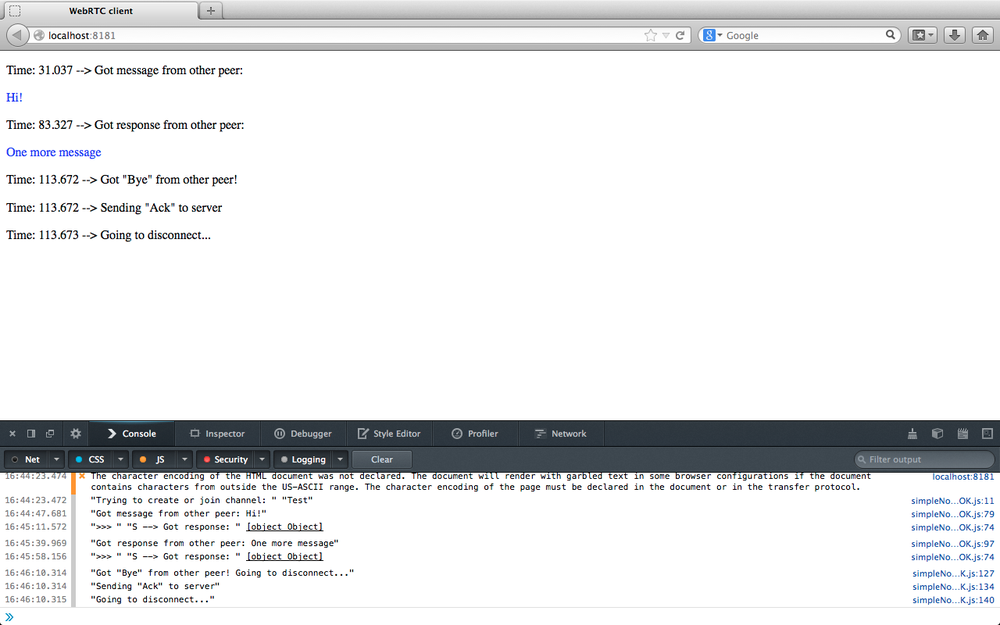 WebRTC client
localhost:8181
Google
Time: 31.037 --> Got message from other peer:
Hi!
Time: 83.327 --> Got response from other peer:
One more message
Time: 113.672 --> Got "Bye" from other peer!
Time: 113.672 --> Sending "Ack" to server
Time: 113.673 --> Going to disconnect...
Console Inspector Debugger Style Editor Profiler Network
Net CSS JS Security Logging Clear Filter output
16:44:23.474 The character encoding of the HTML document was not declared. The document will render with garbled text in some browser configurations if the document localhost:8181
contains characters from outside the US-ASCII range. The character encoding of the page must be declared in the document or in the transfer protocol.
16:44:23.472 "Trying to create or join channel: " "Test" simpleNo...OK.js:11
16:44:47.681 "Got message from other peer: Hi!" simpleNo...OK.js:79
16:45:11.572 ">>> " "S --> Got response: " [object Object] simpleNo...OK.js:74
16:45:39.969 "Got response from other peer: One more message" simpleNo...OK.js:97
16:45:58.156 ">>> " "S --> Got response: " [object Object] simpleNo...OK.js:74
16:46:10.314 "Got "Bye" from other peer! Going to disconnect..." simpleNo...K.js:127
16:46:10.314 "Sending "Ack" to server" simpleNo...K.js:134
16:46:10.315 "Going to disconnect..." simpleNo...K.js:140